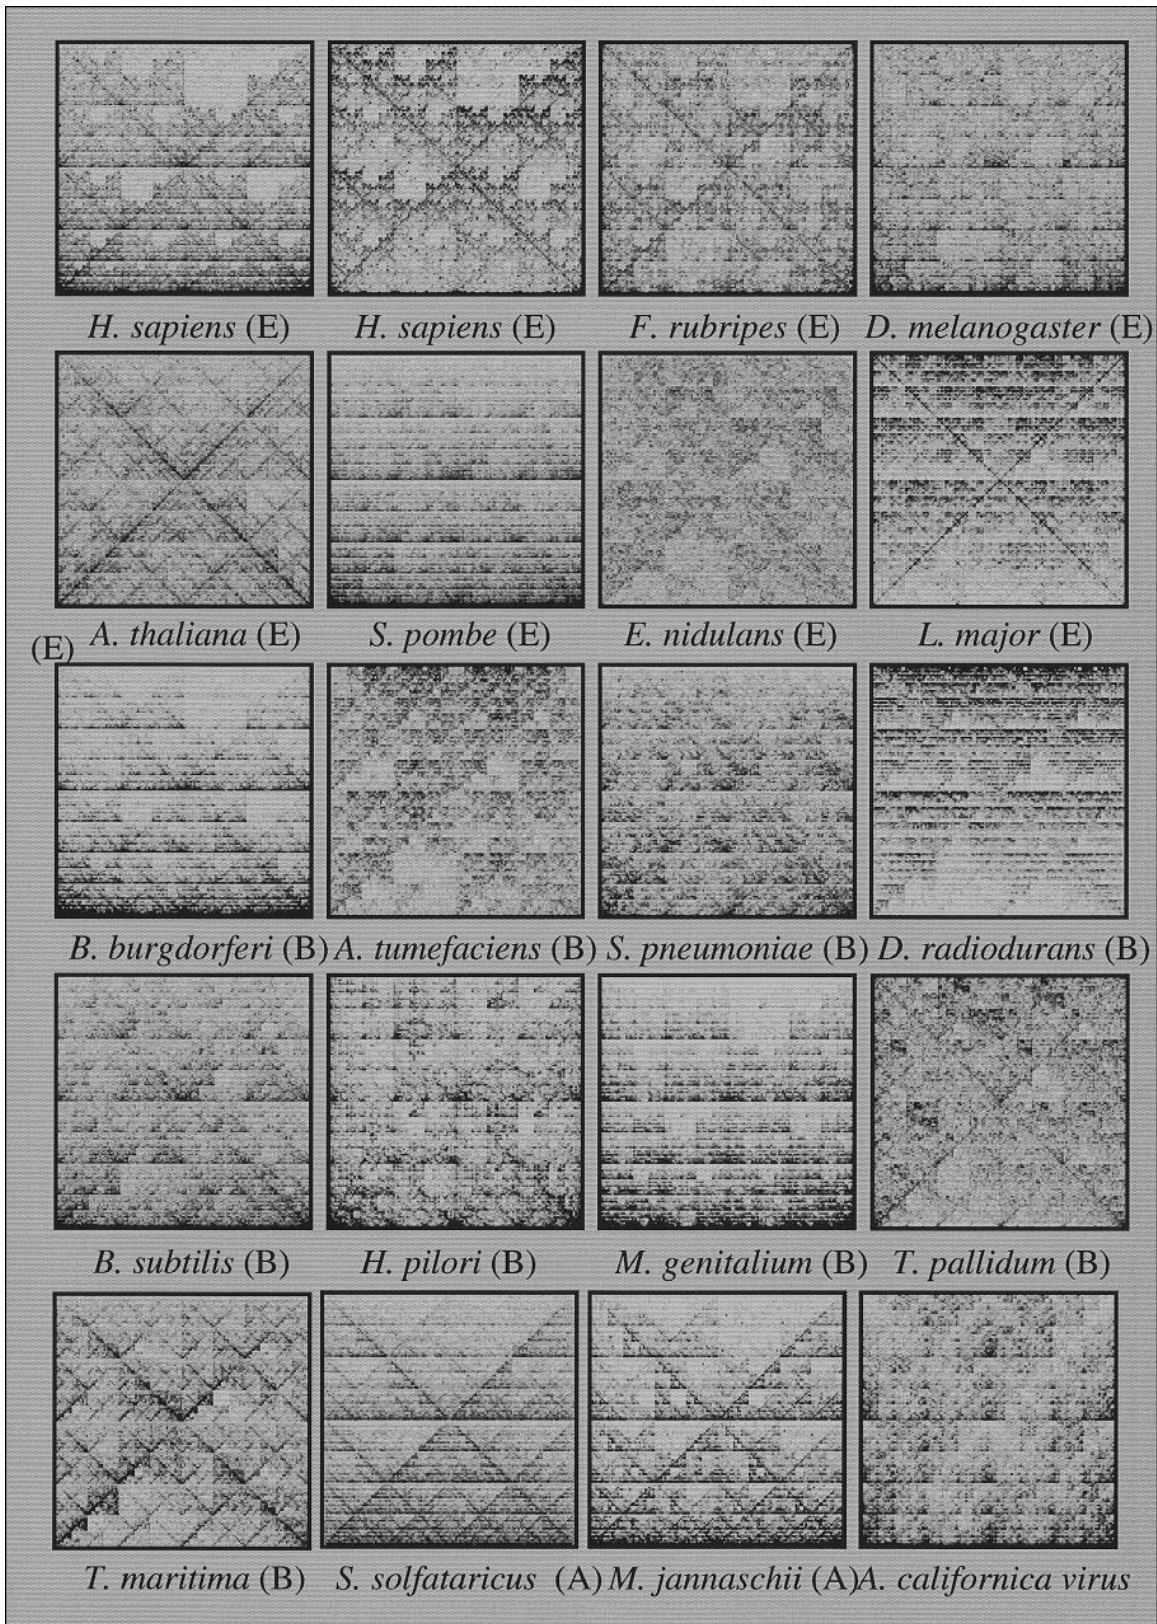 H. sapiens (E) H. sapiens (E) F. rubripes (E) D. melanogaster (E)
A. thaliana (E) S. pombe (E) E. nidulans (E) L. major (E)
(E)
B. burgdorferi (B) A. tumefaciens (B) S. pneumoniae (B) D. radiodurans (B)
B. subtilis (B) H. pilori (B) M. genitalium (B) T. pallidum (B)
T. maritima (B) S. solfataricus (A) M. jannaschii (A) A. californica virus